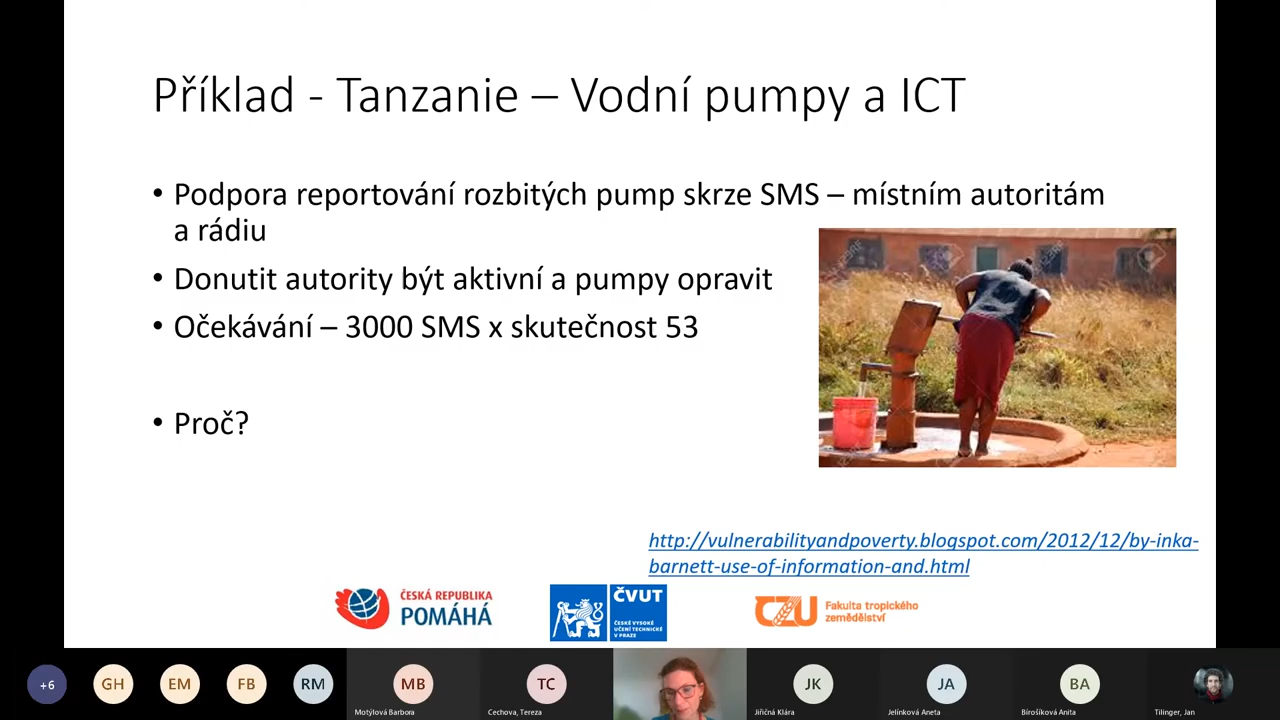 Příklad - Tanzanie – Vodní pumpy a ICT
• Podpora reportování rozbitých pump skrze SMS – místním autoritám
a rádiu
• Donutit autority být aktivní a pumpy opravit
• Očekávání – 3000 SMS x skutečnost 53
• Proč?
http://vulnerabilityandpoverty.blogspot.com/2012/12/by-inka-
barnett-use-of-information-and.html
ČESKÁ REPUBLIKA
POMÁHÁ
ČVUT
ČESKÉ VYSOKÉ
UČENÍ TECHNICKÉ
V PRAZE
CZU
Fakulta tropického
zemědělství
+6
GH
EM
FB
RM
MB
Motýlová Barbora
TC
Cechova, Tereza
JK
Jiřičná Klára
JA
Jelínková Aneta
BA
Birošíková Anita
Tilinger, Jan